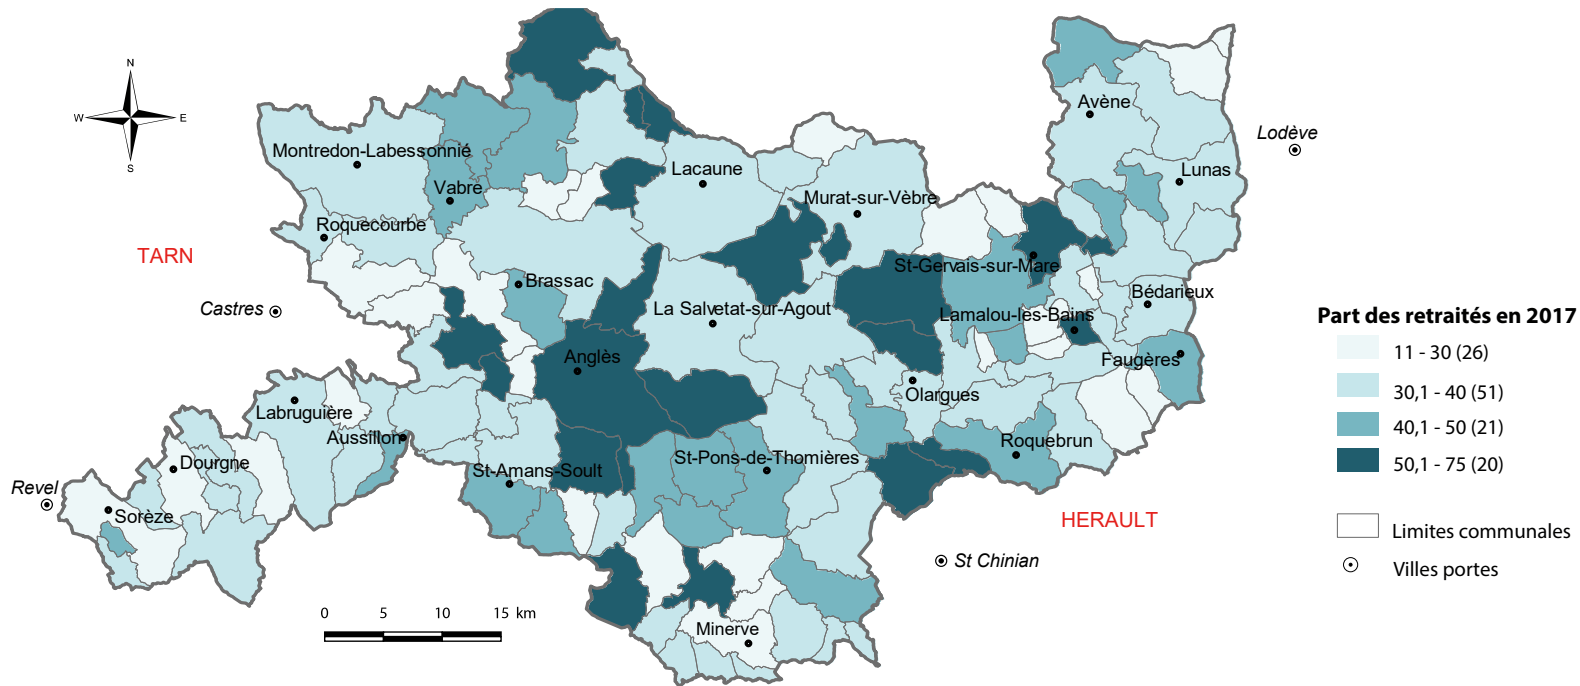 N
W E
S
Avène
Lodève
Montredon-Labessonnié
Lacaune
Lunas
Vabre
Murat-sur-Vèbre
Roquecourbe
TARN
St-Gervais-sur-Mare
Brassac
Bédarieux
Castres
La Salvetat-sur-Agout
Lamalou-les-Bains
Part des retraités en 2017
11 - 30 (26)
30,1 - 40 (51)
40,1 - 50 (21)
50,1 - 75 (20)
Limites communales
Villes portes
Anglès
Faugères
Olargues
Labruguière
Aussillon
Roquebrun
St-Pons-de-Thomières
Dourgne
St-Amans-Soult
Revel
Sorèze
HERAULT
St Chinian
0 5 10 15 km
Minerve